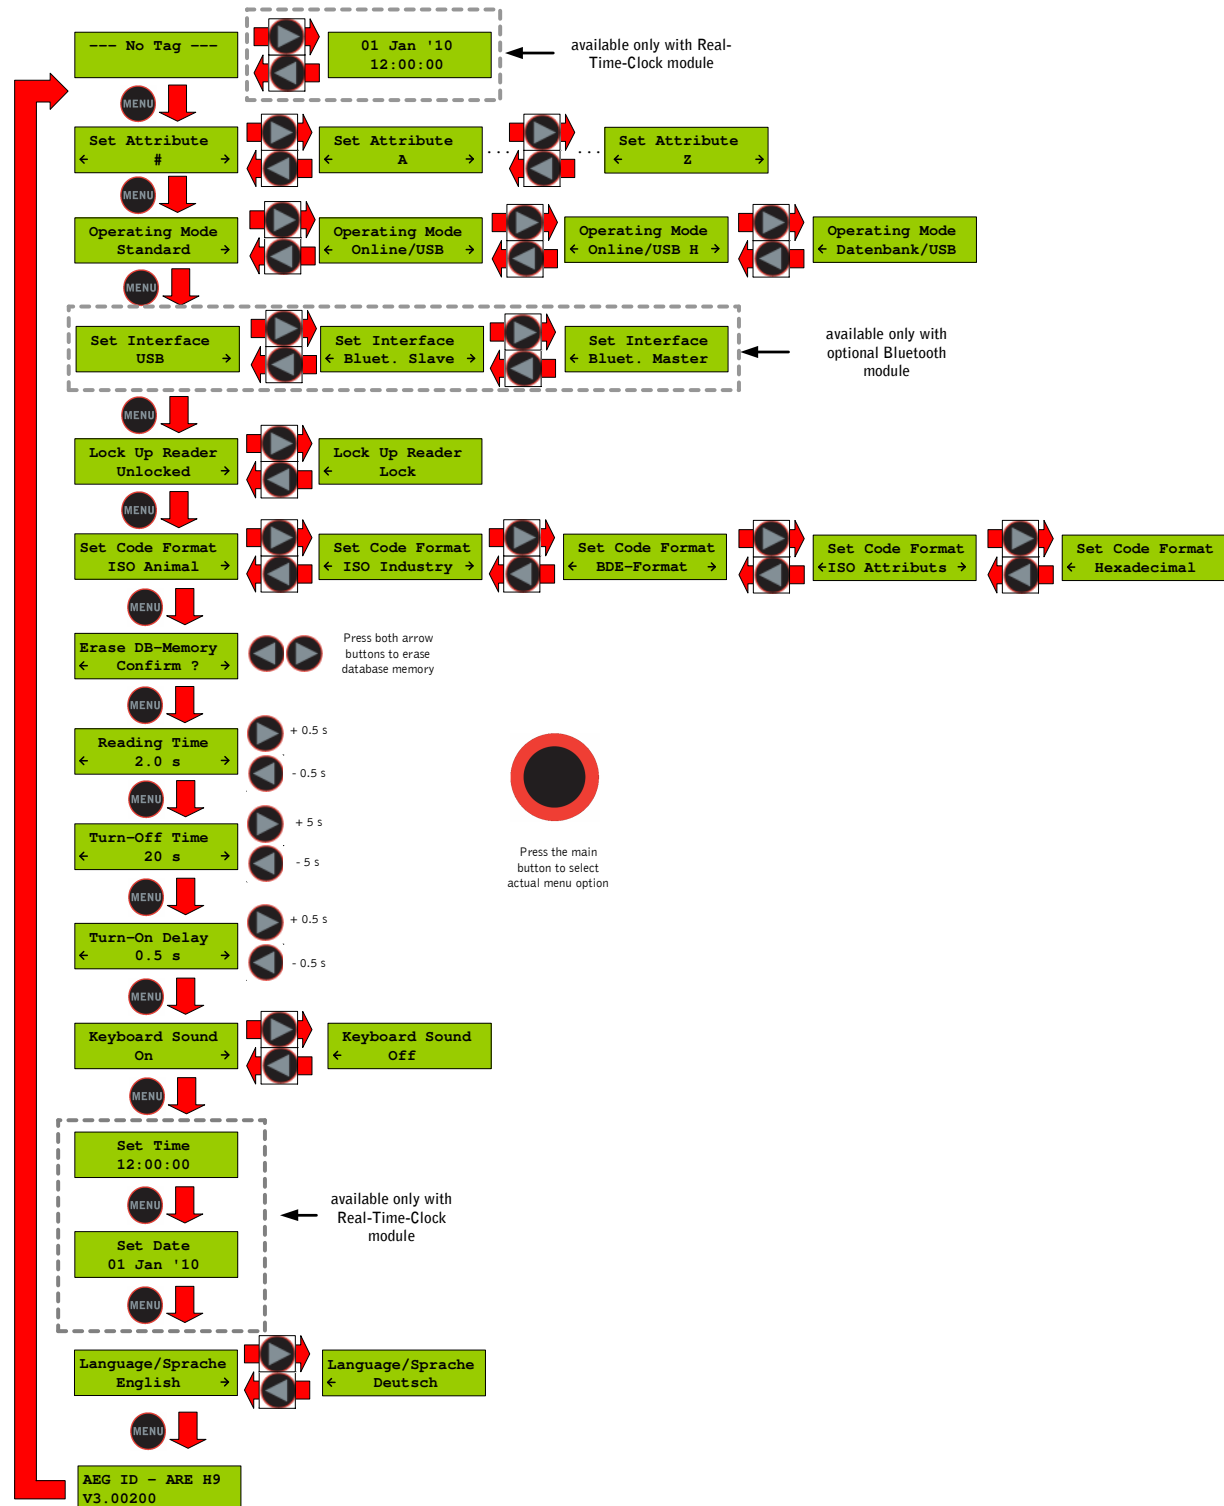 --- No Tag ---
01 Jan '10
12:00:00
available only with Real-
Time-Clock module
MENU
Set Attribute
← # →
Set Attribute
← A →
. . .
. . . .
Set Attribute
← Z →
MENU
Operating Mode
Standard →
Operating Mode
← Online/USB →
Operating Mode
← Online/USB H →
Operating Mode
← Datenbank/USB
MENU
Set Interface
USB →
Set Interface
← Bluet. Slave →
Set Interface
← Bluet. Master
available only with
optional Bluetooth
module
MENU
Lock Up Reader
Unlocked →
Lock Up Reader
← Lock
MENU
Set Code Format
ISO Animal →
Set Code Format
← ISO Industry →
Set Code Format
← BDE-Format →
Set Code Format
←ISO Attributs →
Set Code Format
← Hexadecimal
MENU
Erase DB-Memory
← Confirm ? →
Press both arrow
buttons to erase
database memory
MENU
Reading Time
← 2.0 s →
+ 0.5 s
- 0.5 s
MENU
Turn-Off Time
← 20 s →
+ 5 s
- 5 s
Press the main
button to select
actual menu option
MENU
Turn-On Delay
← 0.5 s →
+ 0.5 s
- 0.5 s
MENU
Keyboard Sound
On →
Keyboard Sound
← Off
MENU
Set Time
12:00:00
MENU
available only with
Real-Time-Clock
module
Set Date
01 Jan '10
MENU
Language/Sprache
English →
Language/Sprache
← Deutsch
MENU
AEG ID - ARE H9
V3.00200